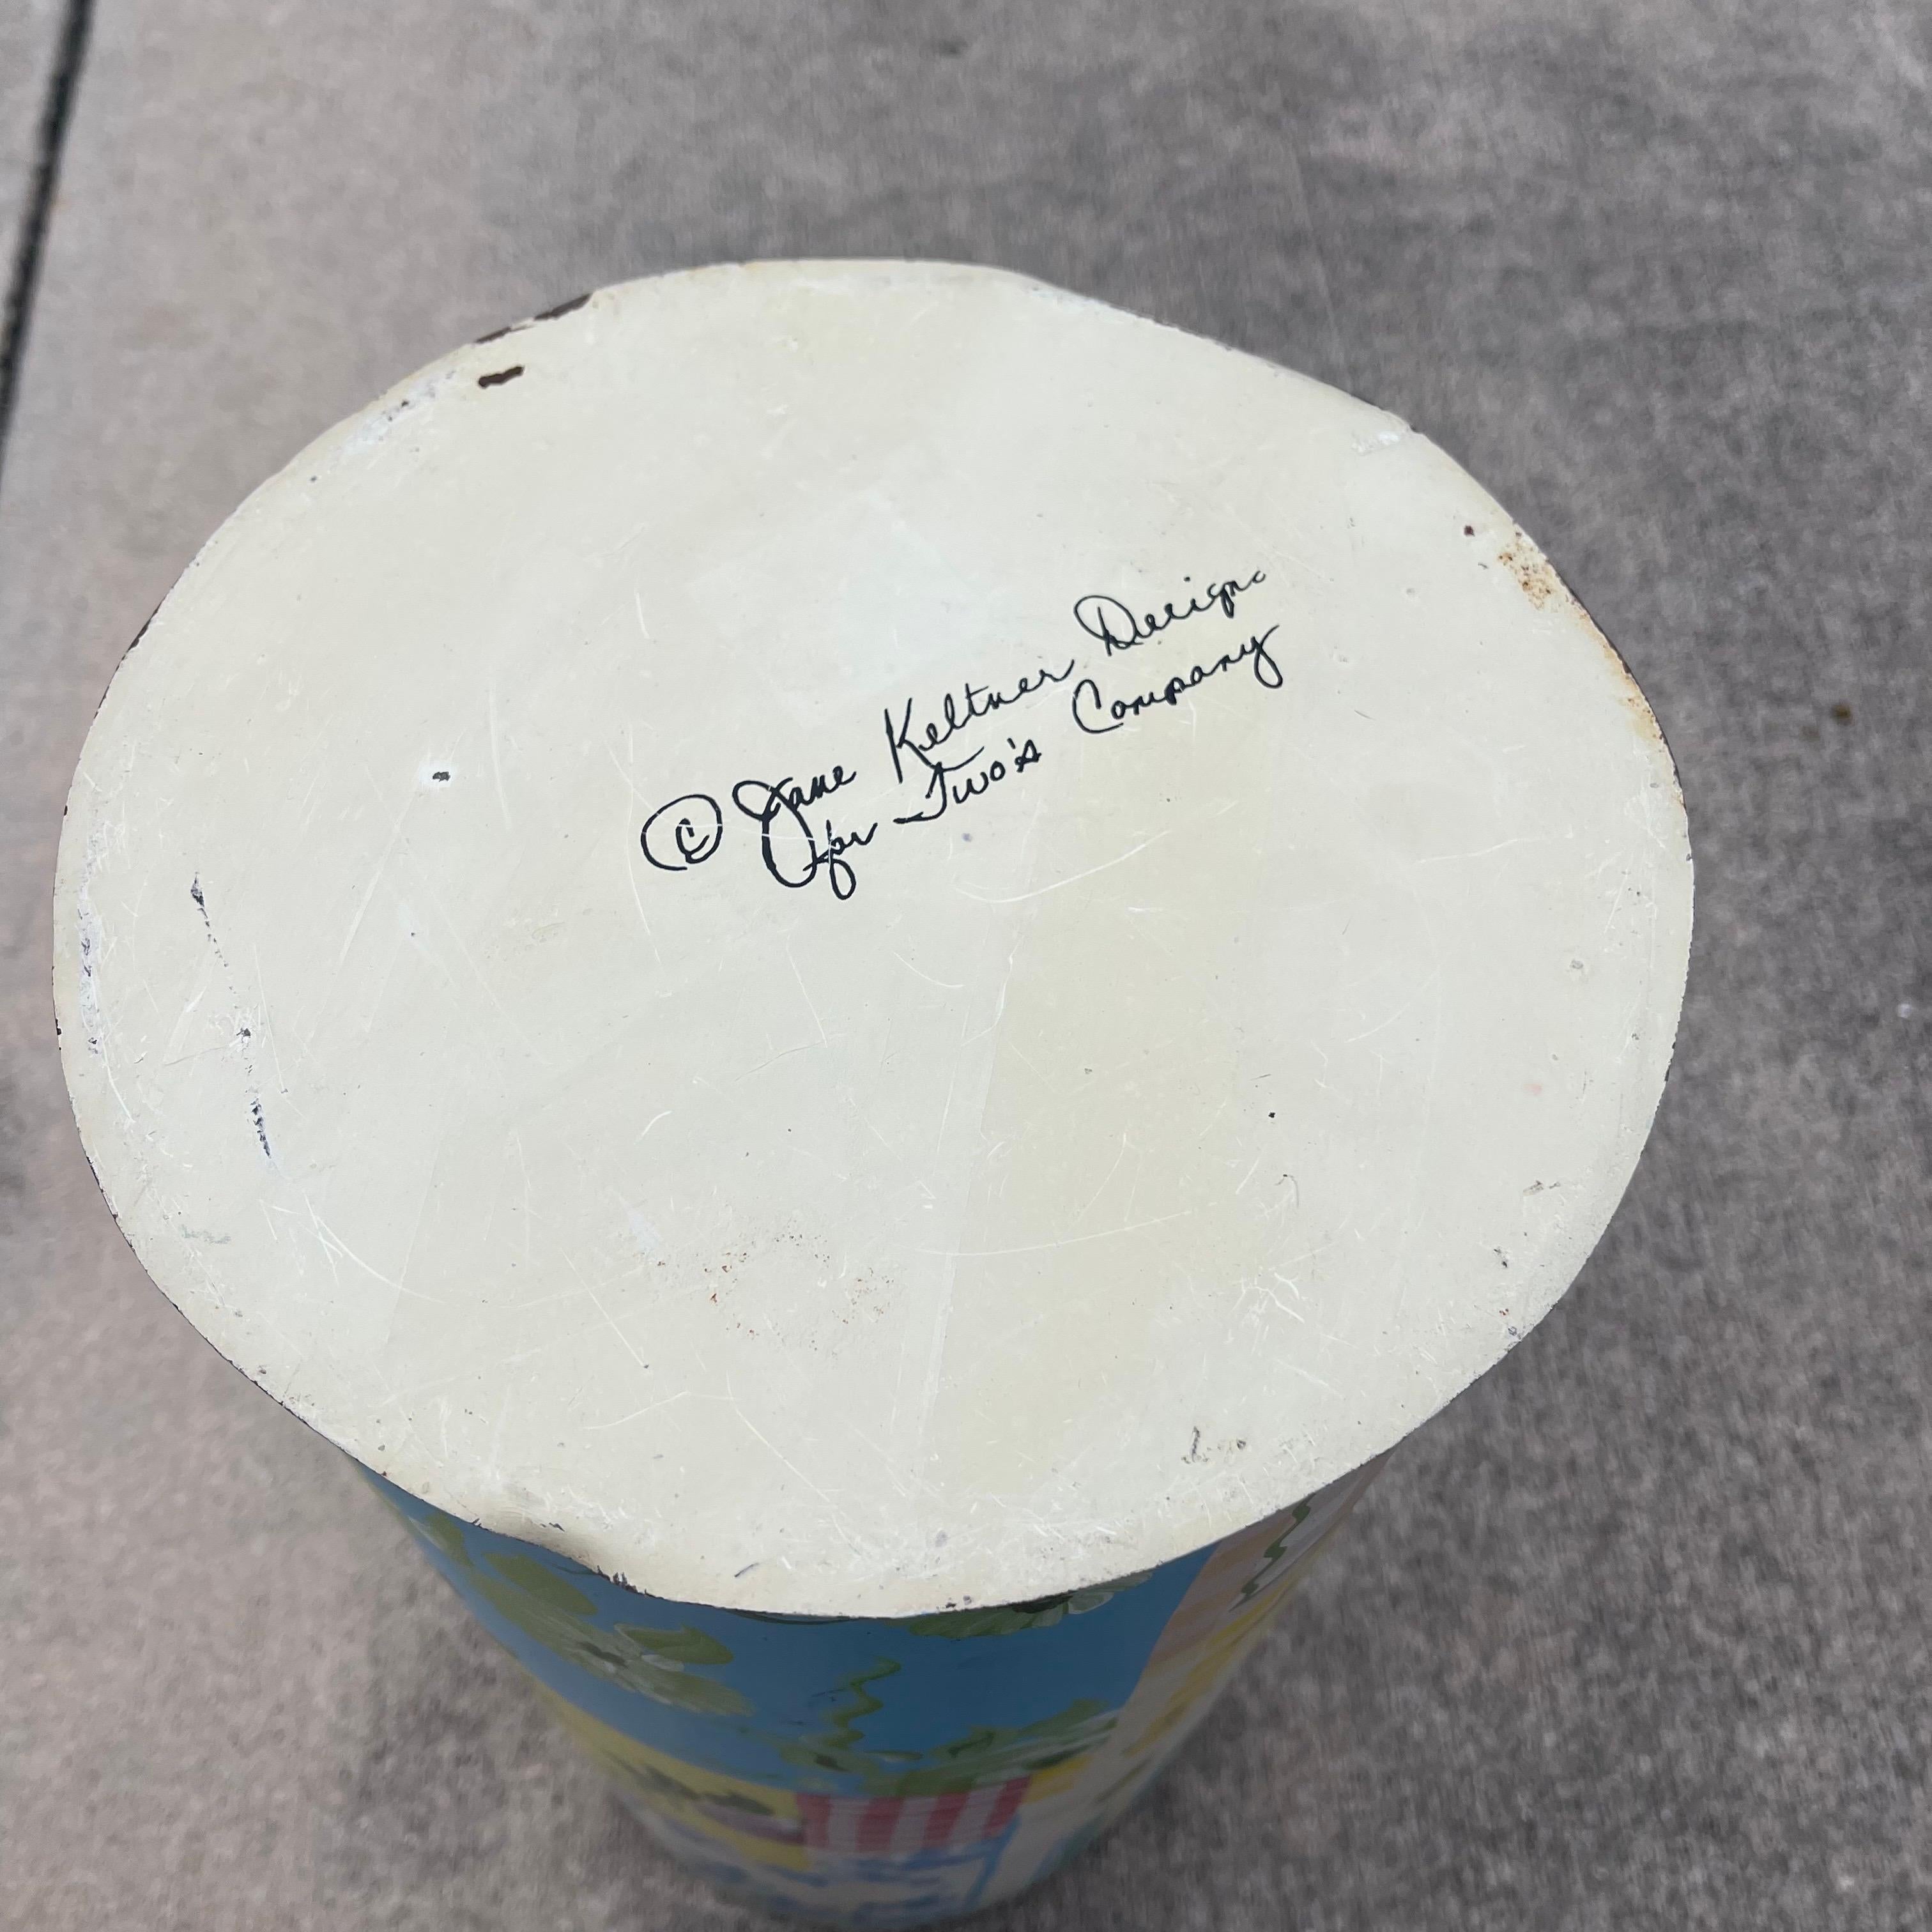 © Jane Keltner Designs
for Two's Company